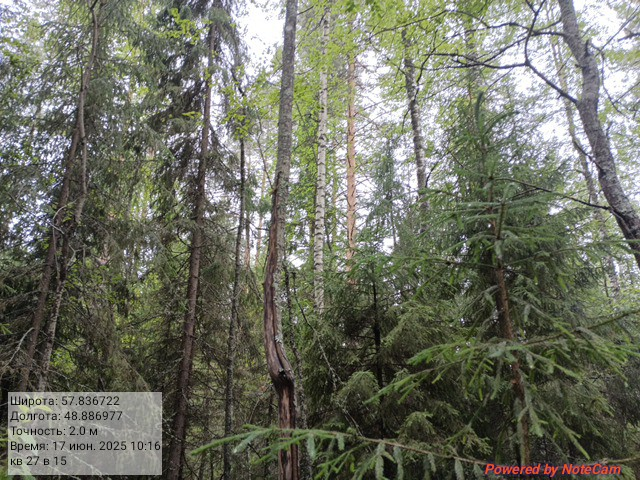 Широта: 57.836722
Долгота: 48.886977
Точность: 2.0 м
Время: 17 июн. 2025 10:16
кв 27 в 15
Powered by NoteCam